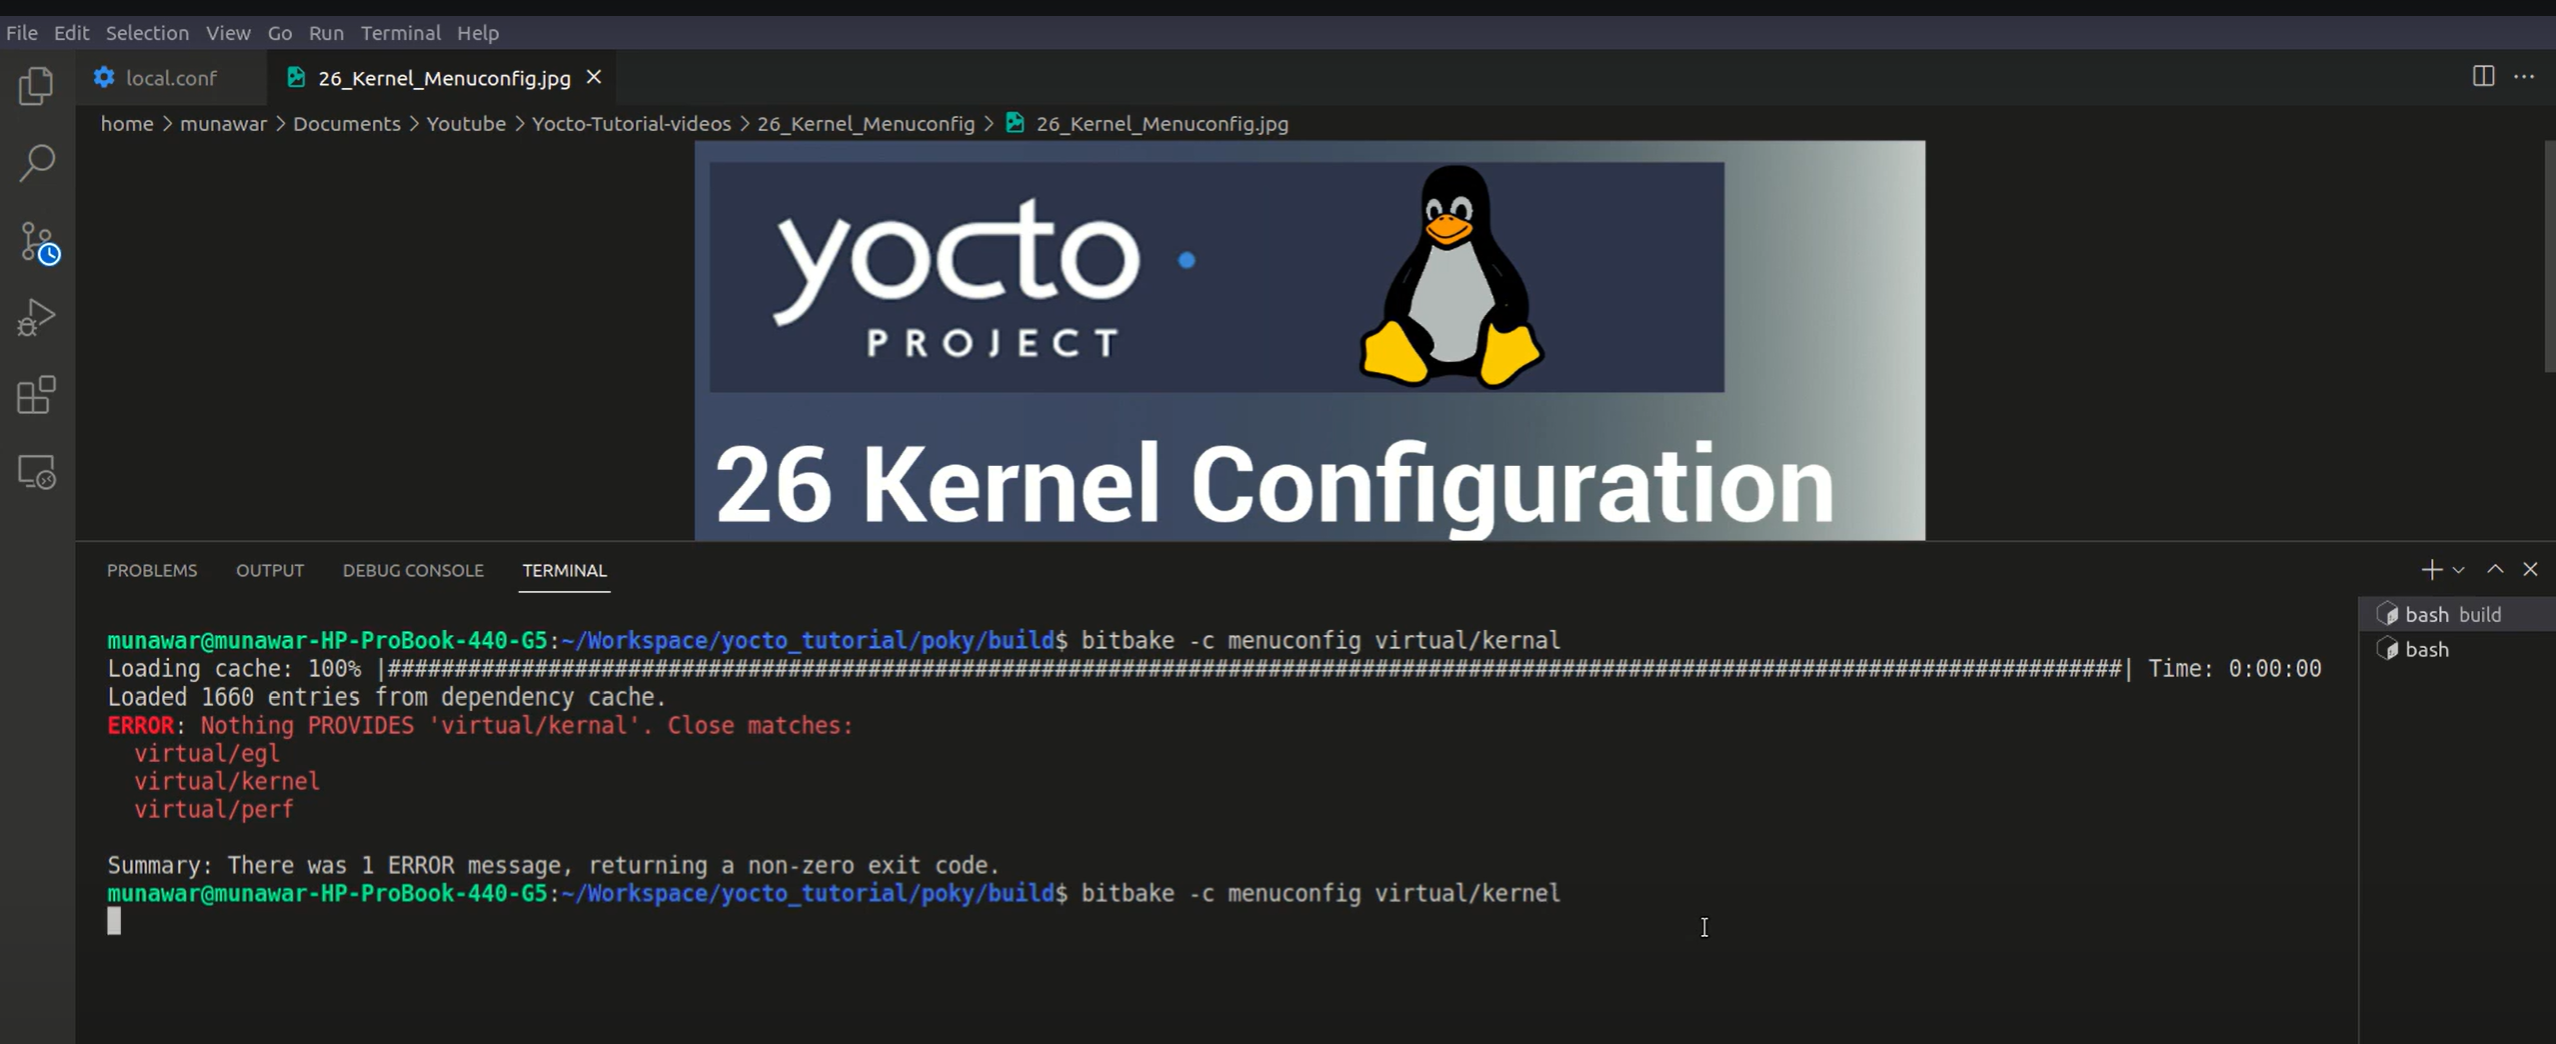 File Edit Selection View Go Run Terminal Help
local.conf 26_Kernel_Menuconfig.jpg
home > munawar > Documents > Youtube > Yocto-Tutorial-videos > 26_Kernel_Menuconfig > 26_Kernel_Menuconfig.jpg
yocto
PROJECT
26 Kernel Configuration
PROBLEMS OUTPUT DEBUG CONSOLE TERMINAL
bash build
bash
munawar@munawar-HP-ProBook-440-G5:~/Workspace/yocto_tutorial/poky/build$ bitbake -c menuconfig virtual/kernal
Loading cache: 100% |##################################################################################################################################| Time: 0:00:00
Loaded 1660 entries from dependency cache.
ERROR: Nothing PROVIDES 'virtual/kernal'. Close matches:
  virtual/egl
  virtual/kernel
  virtual/perf
Summary: There was 1 ERROR message, returning a non-zero exit code.
munawar@munawar-HP-ProBook-440-G5:~/Workspace/yocto_tutorial/poky/build$ bitbake -c menuconfig virtual/kernel